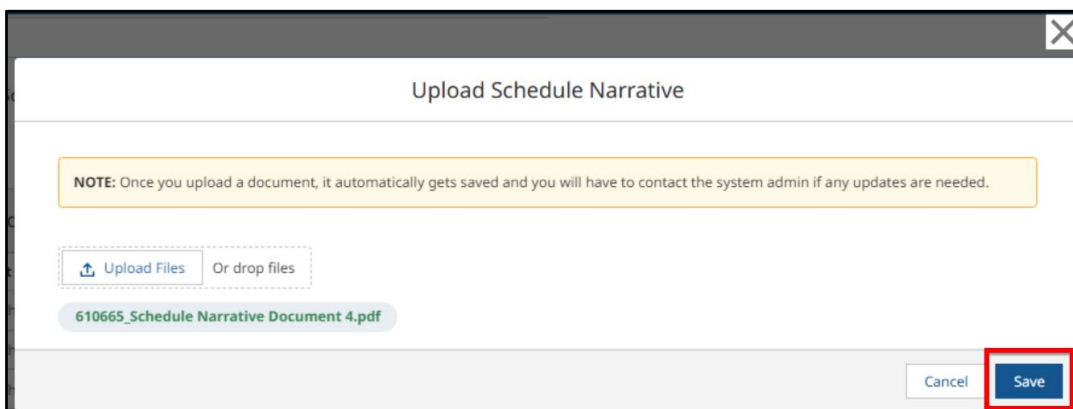 Upload Schedule Narrative
NOTE: Once you upload a document, it automatically gets saved and you will have to contact the system admin if any updates are needed.
Upload Files Or drop files
610665_Schedule Narrative Document 4.pdf
Cancel Save